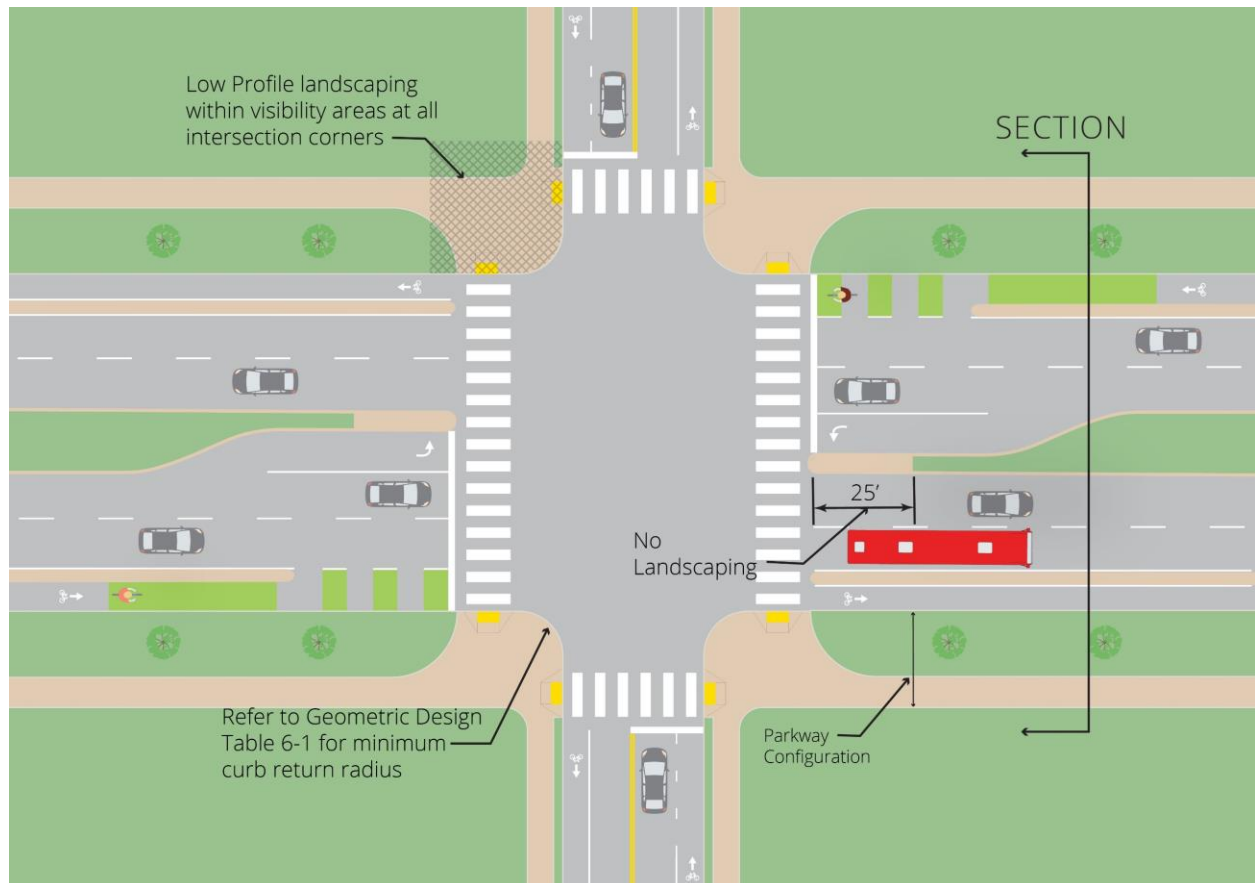 Low Profile landscaping
within visibility areas at all
intersection corners
SECTION
25’
No
Landscaping
Refer to Geometric Design
Table 6-1 for minimum
curb return radius
Parkway
Configuration